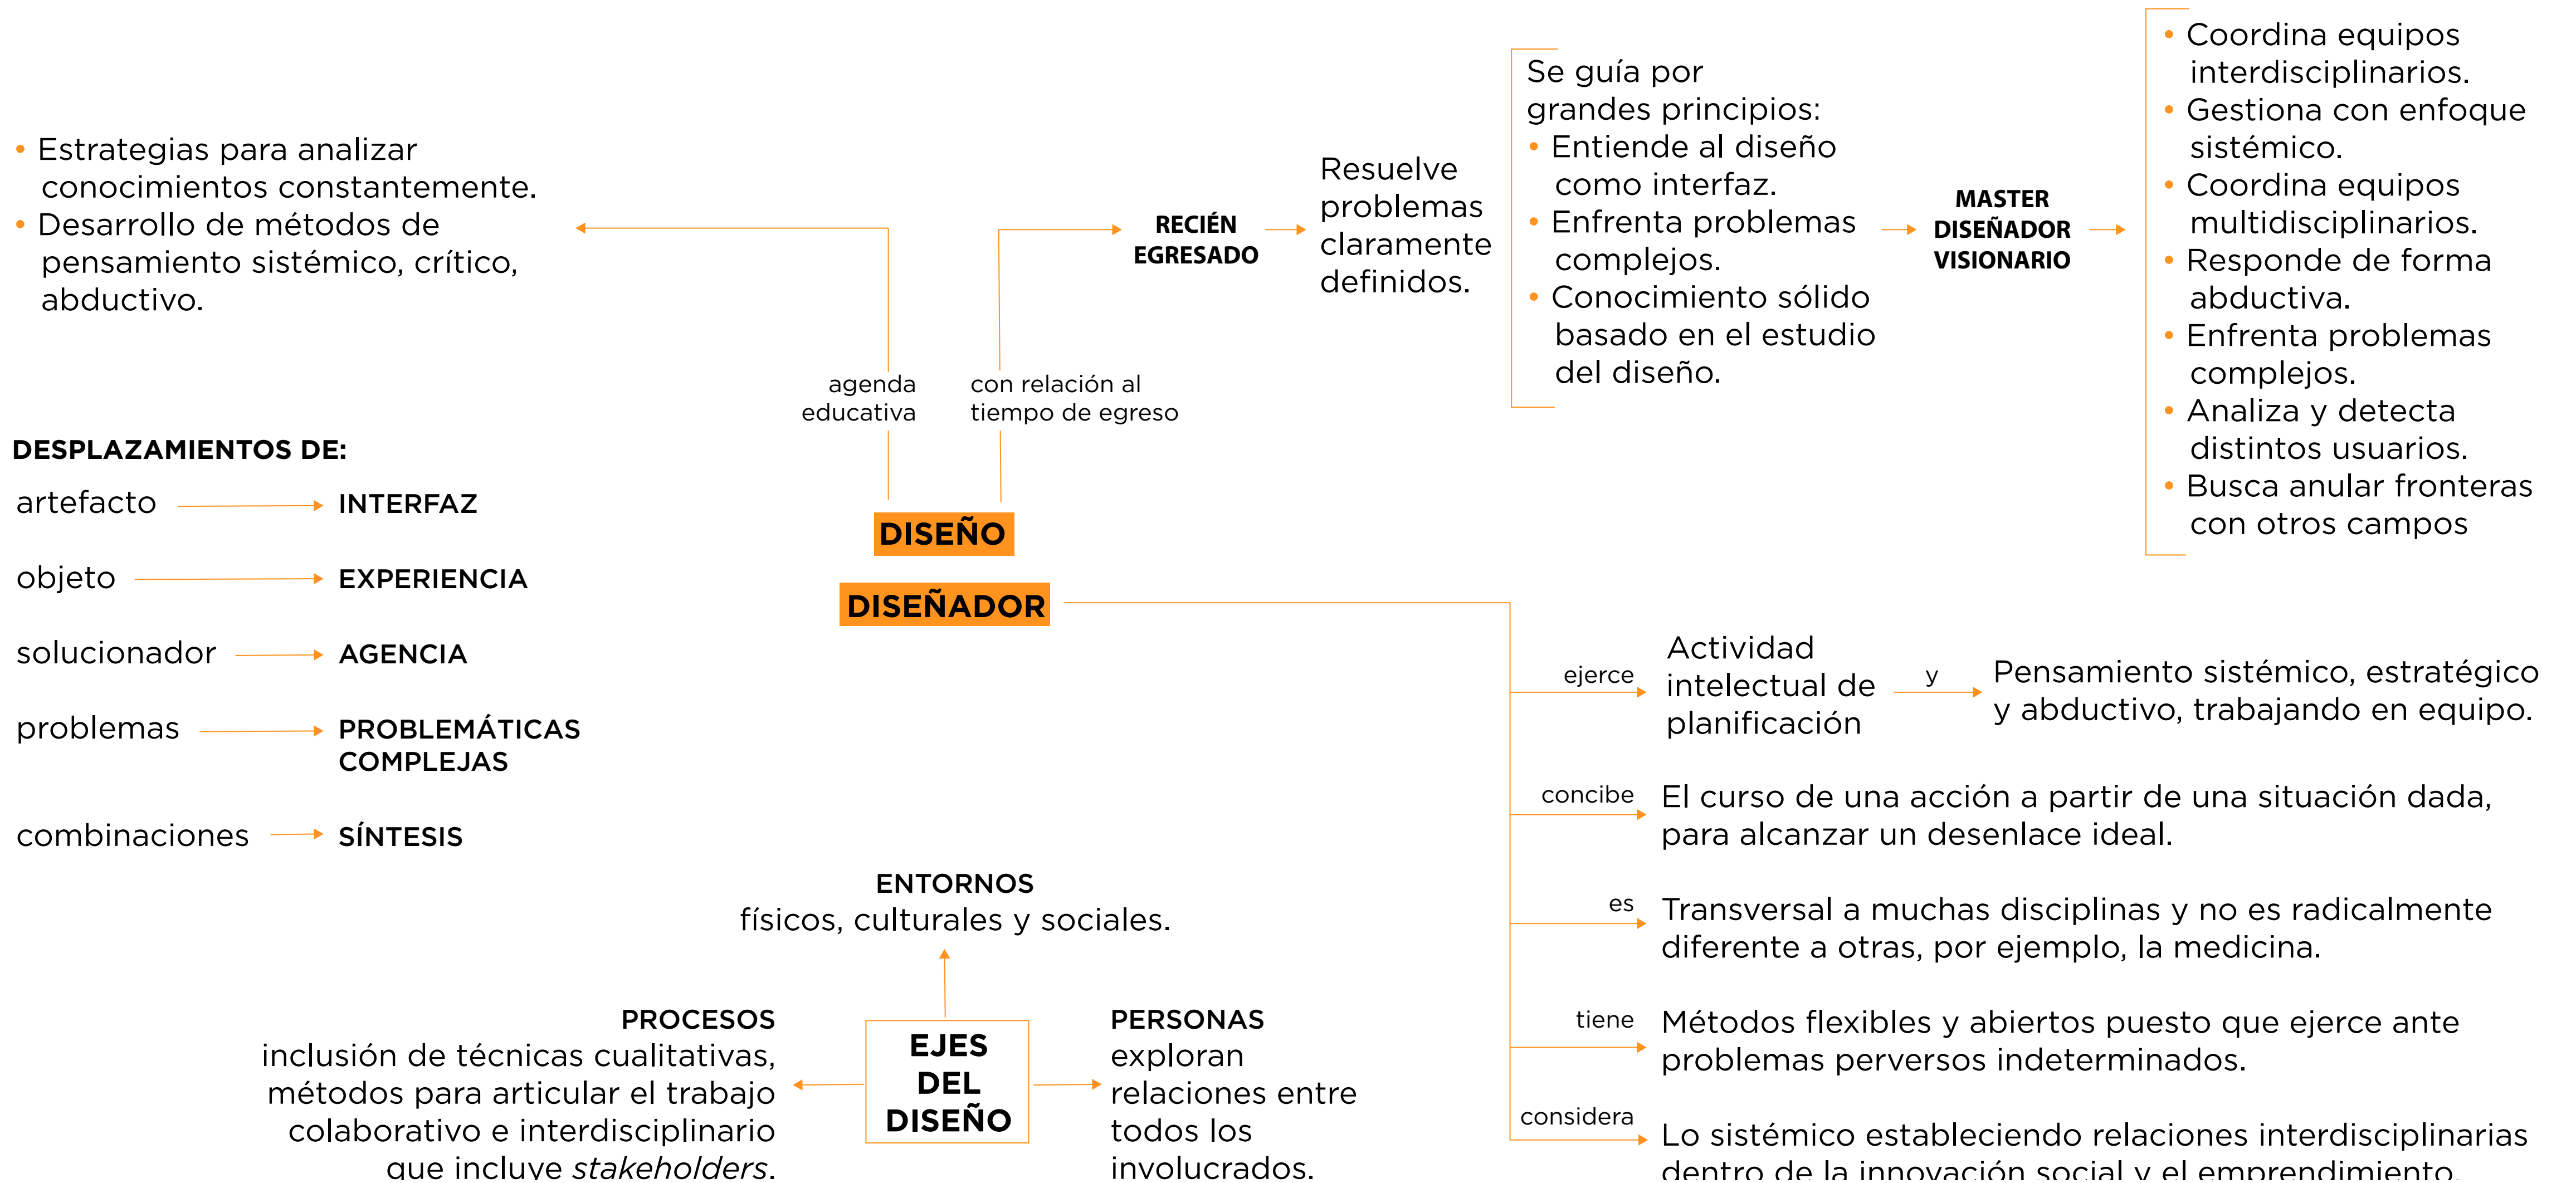 • Estrategias para analizar
conocimientos constantemente.
• Desarrollo de métodos de
pensamiento sistémico, crítico,
abductivo.
agenda
educativa
con relación al
tiempo de egreso
RECIÉN
EGRESADO
Resuelve
problemas
claramente
definidos.
Se guía por
grandes principios:
• Entiende al diseño
como interfaz.
• Enfrenta problemas
complejos.
• Conocimiento sólido
basado en el estudio
del diseño.
MASTER
DISEÑADOR
VISIONARIO
• Coordina equipos
interdisciplinarios.
• Gestiona con enfoque
sistémico.
• Coordina equipos
multidisciplinarios.
• Responde de forma
abductiva.
• Enfrenta problemas
complejos.
• Analiza y detecta
distintos usuarios.
• Busca anular fronteras
con otros campos
DESPLAZAMIENTOS DE:
artefacto
INTERFAZ
objeto
EXPERIENCIA
solucionador
AGENCIA
problemas
PROBLEMÁTICAS
COMPLEJAS
combinaciones
SÍNTESIS
DISEÑO
DISEÑADOR
ejerce
Actividad
intelectual de
planificación
y
Pensamiento sistémico, estratégico
y abductivo, trabajando en equipo.
concibe
El curso de una acción a partir de una situación dada,
para alcanzar un desenlace ideal.
es
Transversal a muchas disciplinas y no es radicalmente
diferente a otras, por ejemplo, la medicina.
tiene
Métodos flexibles y abiertos puesto que ejerce ante
problemas perversos indeterminados.
considera
Lo sistémico estableciendo relaciones interdisciplinarias
dentro de la innovación social y el emprendimiento.
ENTORNOS
físicos, culturales y sociales.
PROCESOS
inclusión de técnicas cualitativas,
métodos para articular el trabajo
colaborativo e interdisciplinario
que incluye stakeholders.
EJES
DEL
DISEÑO
PERSONAS
exploran
relaciones entre
todos los
involucrados.